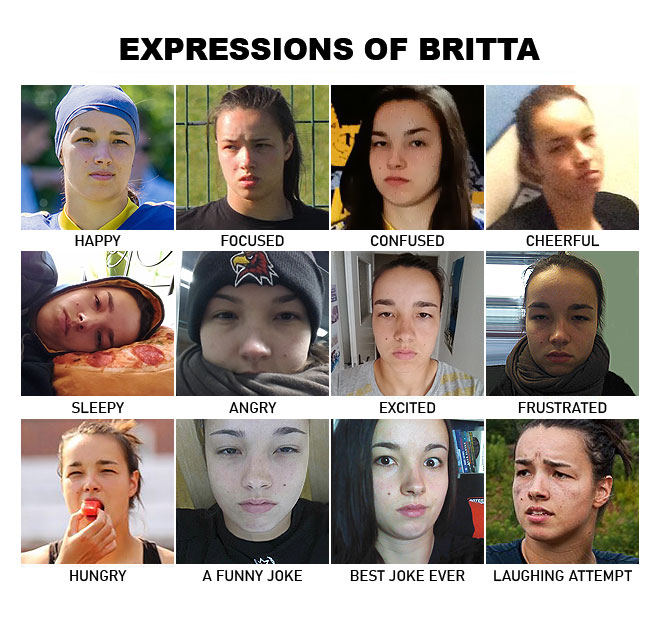 EXPRESSIONS OF BRITTA
HAPPY
FOCUSED
CONFUSED
CHEERFUL
SLEEPY
ANGRY
EXCITED
FRUSTRATED
HUNGRY
A FUNNY JOKE
BEST JOKE EVER
LAUGHING ATTEMPT